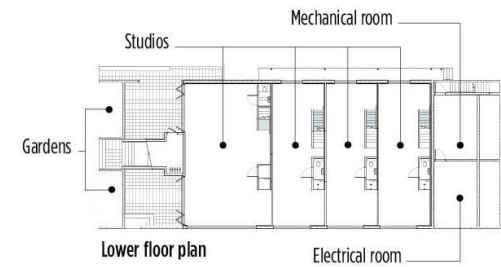 Mechanical room
Studios
Gardens
Lower floor plan
Electrical room